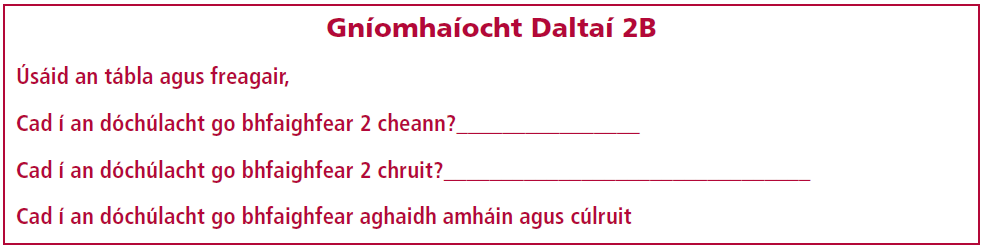 Gníomhaíocht Daltaí 2B
Úsáid an tábla agus freagair,
Cad í an dóchúlacht go bhfaighfear 2 cheann?________________
Cad í an dóchúlacht go bhfaighfear 2 chruit?________________________________
Cad í an dóchúlacht go bhfaighfear aghaidh amháin agus cúlruit